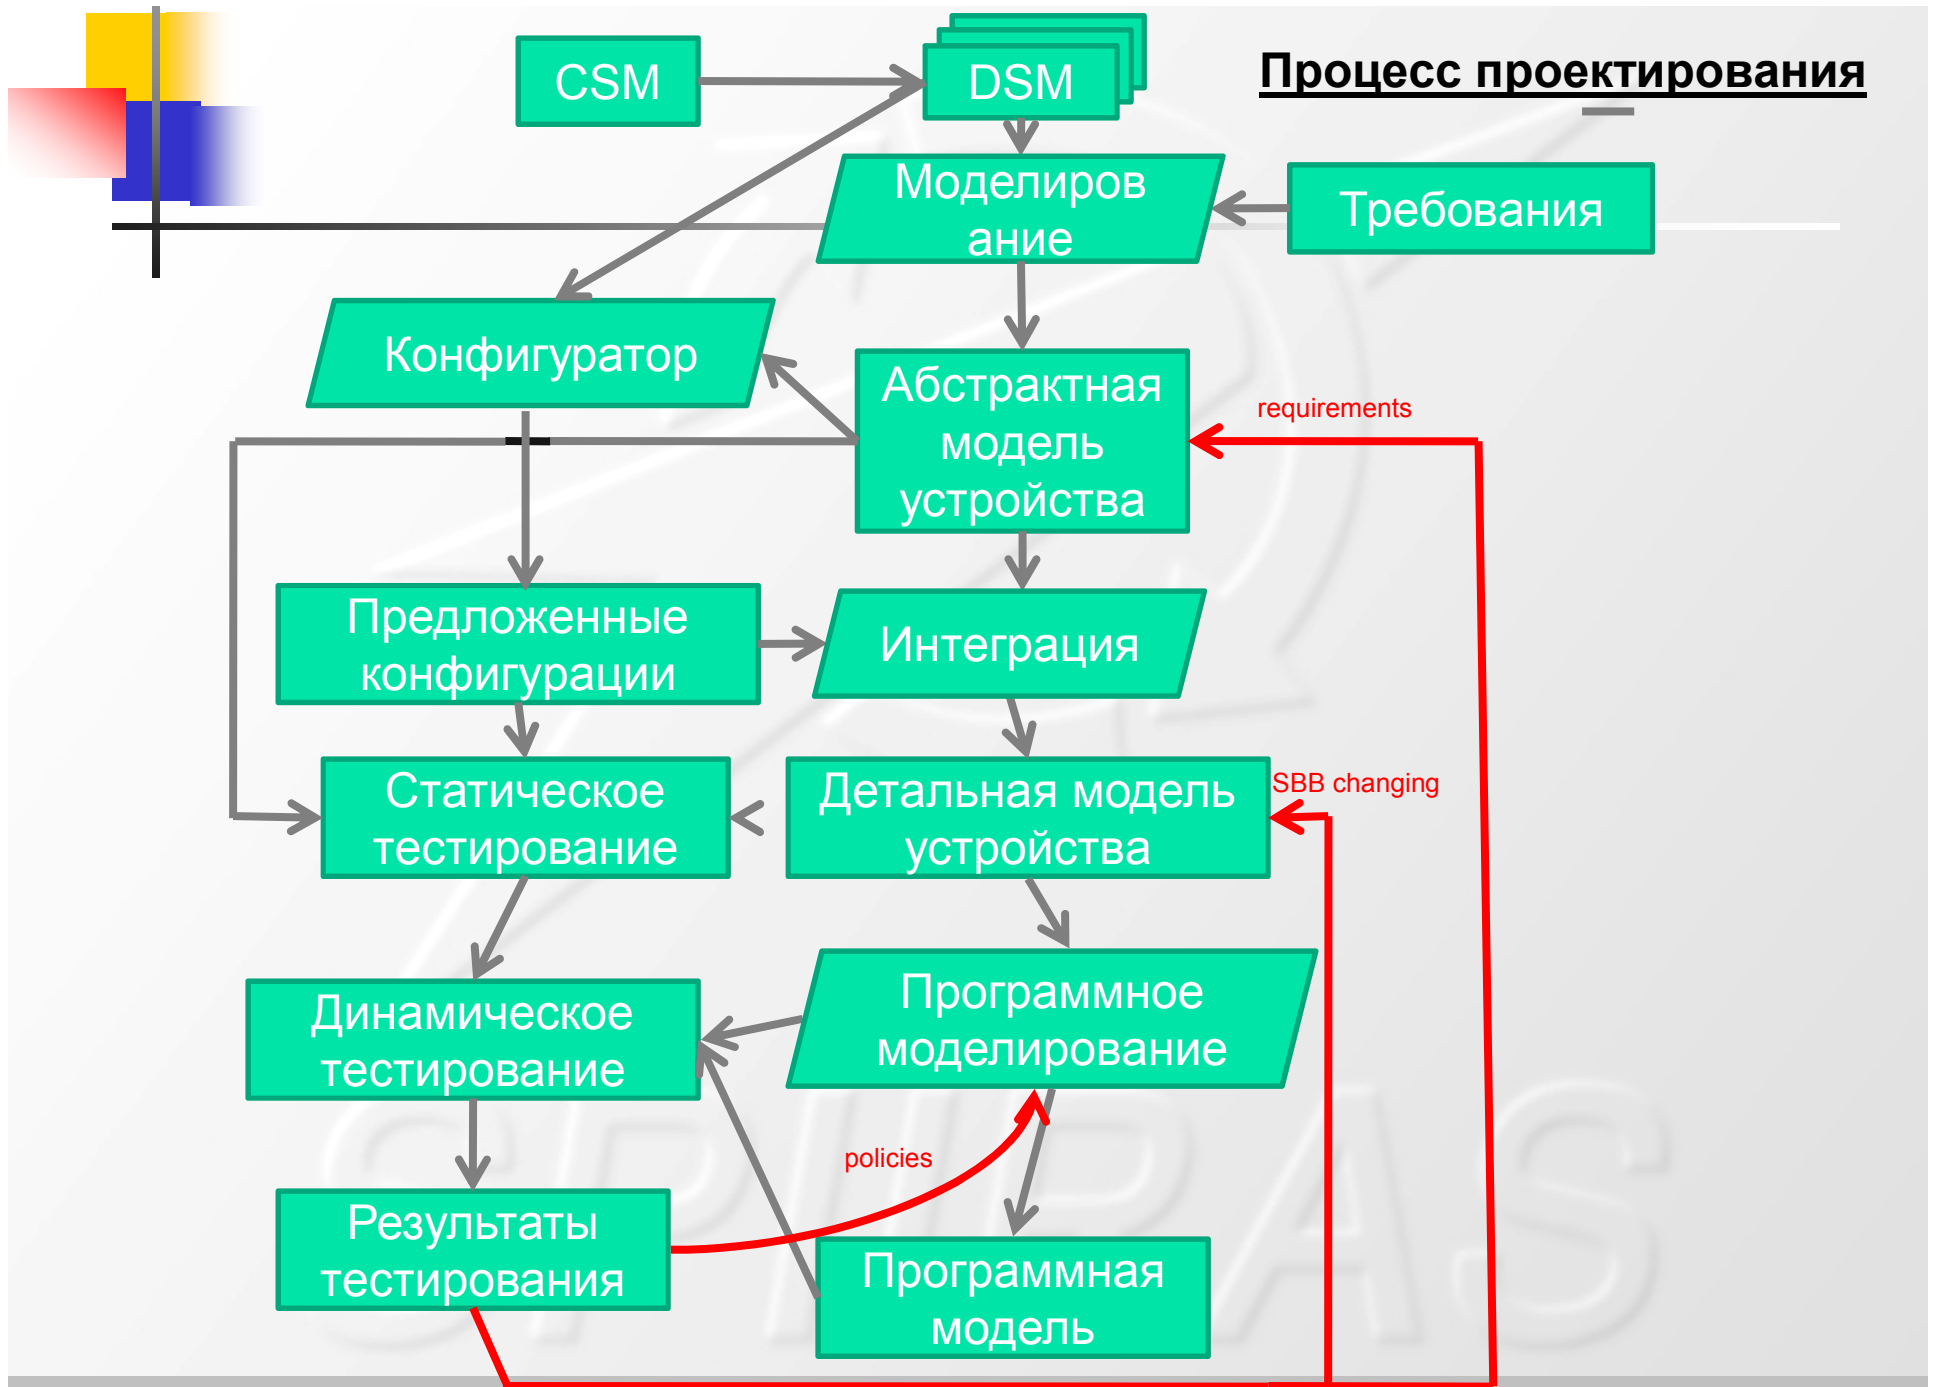 Процесс проектирования
CSM
DSM
Моделиров
ание
Требования
Конфигуратор
Абстрактная
модель
устройства
requirements
Предложенные
конфигурации
Интеграция
Статическое
тестирование
Детальная модель
устройства
SBB changing
Динамическое
тестирование
Программное
моделирование
policies
Результаты
тестирования
Программная
модель
SPIIRAS